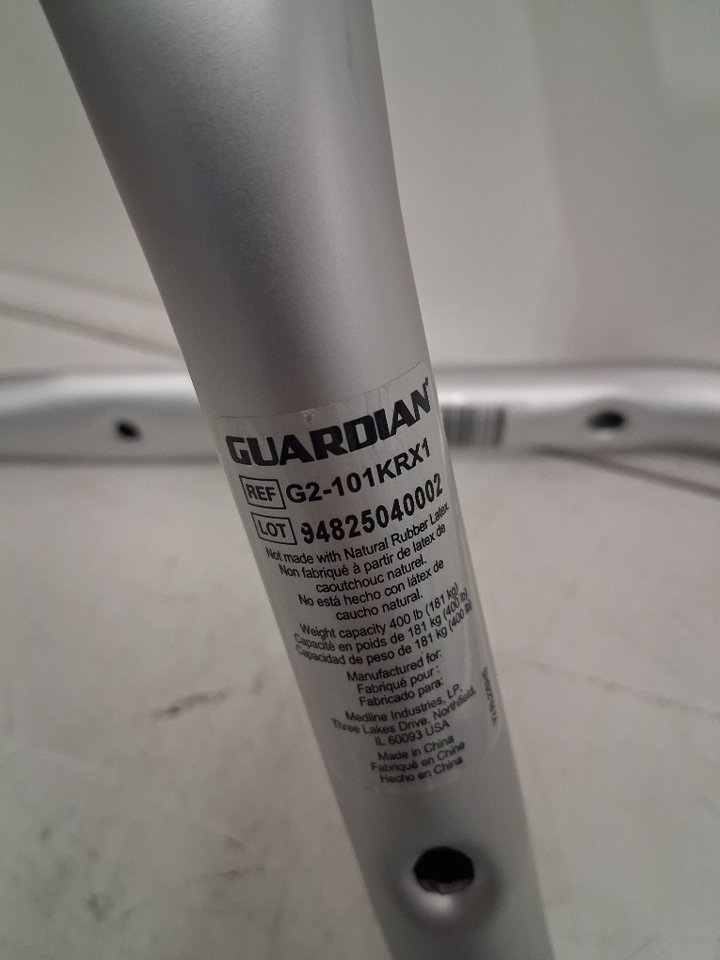 GUARDIAN®
REF G2-101KRX1
LOT 94825040002
Not made with Natural Rubber Latex
Non fabriqué à partir de latex de
caoutchouc naturel.
No está hecho con látex de
caucho natural.
Weight capacity 400 lb (181 kg)
Capacité en poids de 181 kg (400 lb)
Capacidad de peso de 181 kg (400 lb)
Manufactured for:
Fabriqué pour :
Fabricado para:
Medline Industries, LP,
Three Lakes Drive, Northfield,
IL 60093 USA
Made in China
Fabriqué en Chine
Hecho en China